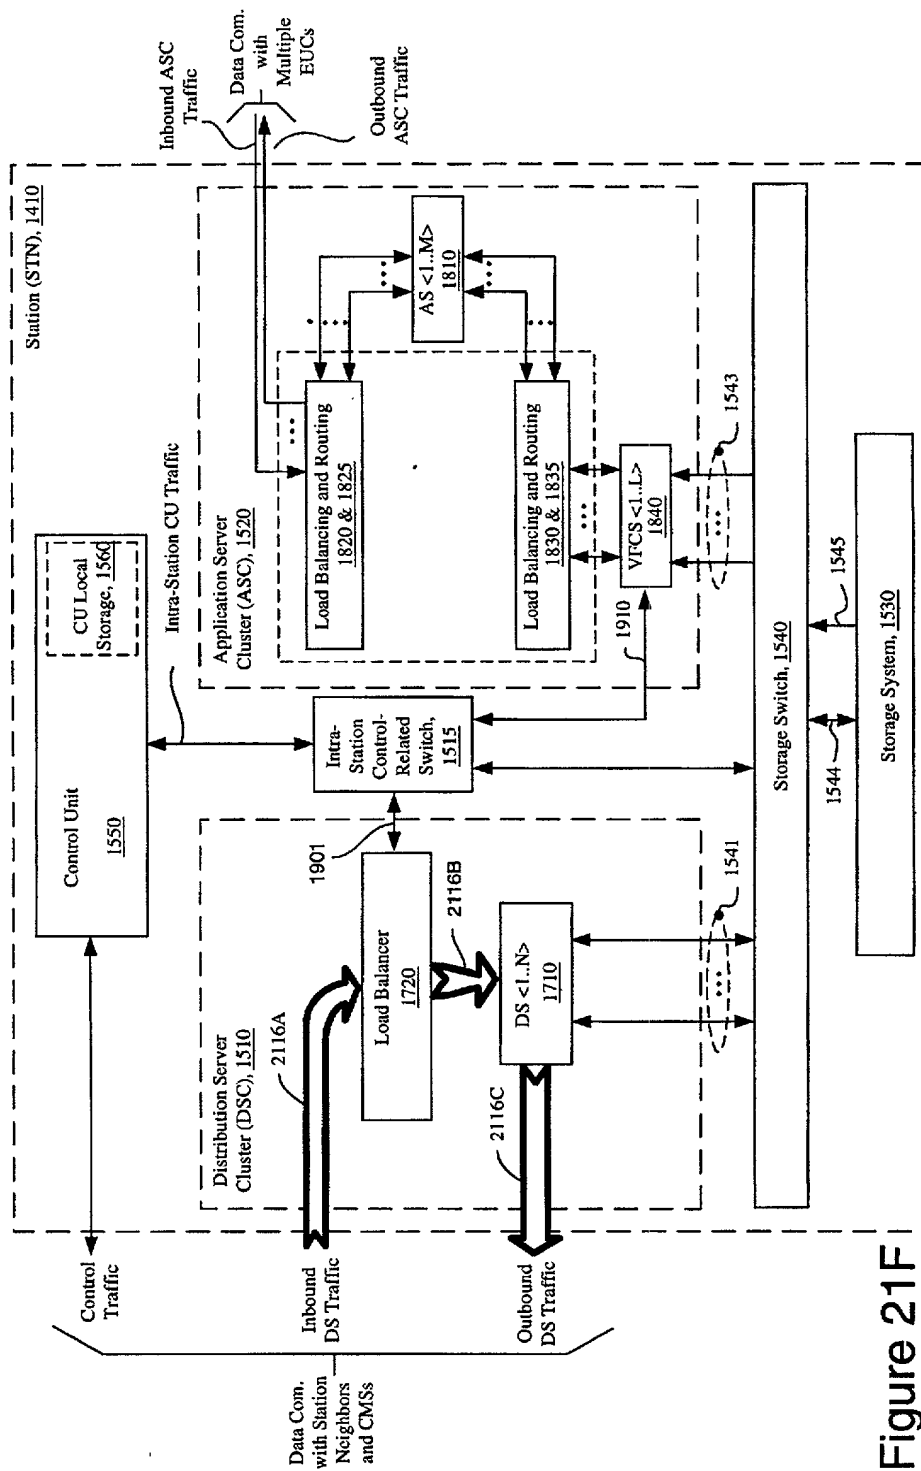 Station (STN), 1410
Control Unit
1550
CU Local
Storage, 1560
Control
Traffic
Intra-Station CU Traffic
Data Com.
with Station
Neighbors
and CMSs
Inbound
DS Traffic
Outbound
DS Traffic
Distribution Server
Cluster (DSC), 1510
2116A
Load Balancer
1720
2116B
DS <1..N>
1710
2116C
1901
Intra-
Station
Control-
Related
Switch,
1515
Application Server
Cluster (ASC), 1520
Load Balancing and Routing
1820 & 1825
AS <1..M>
1810
Load Balancing and Routing
1830 & 1835
VFCS <1..L>
1840
1910
Inbound ASC
Traffic
Data Com.
with
Multiple
EUCs
Outbound
ASC Traffic
1541
1543
Storage Switch, 1540
1544
1545
Storage System, 1530
Figure 21F